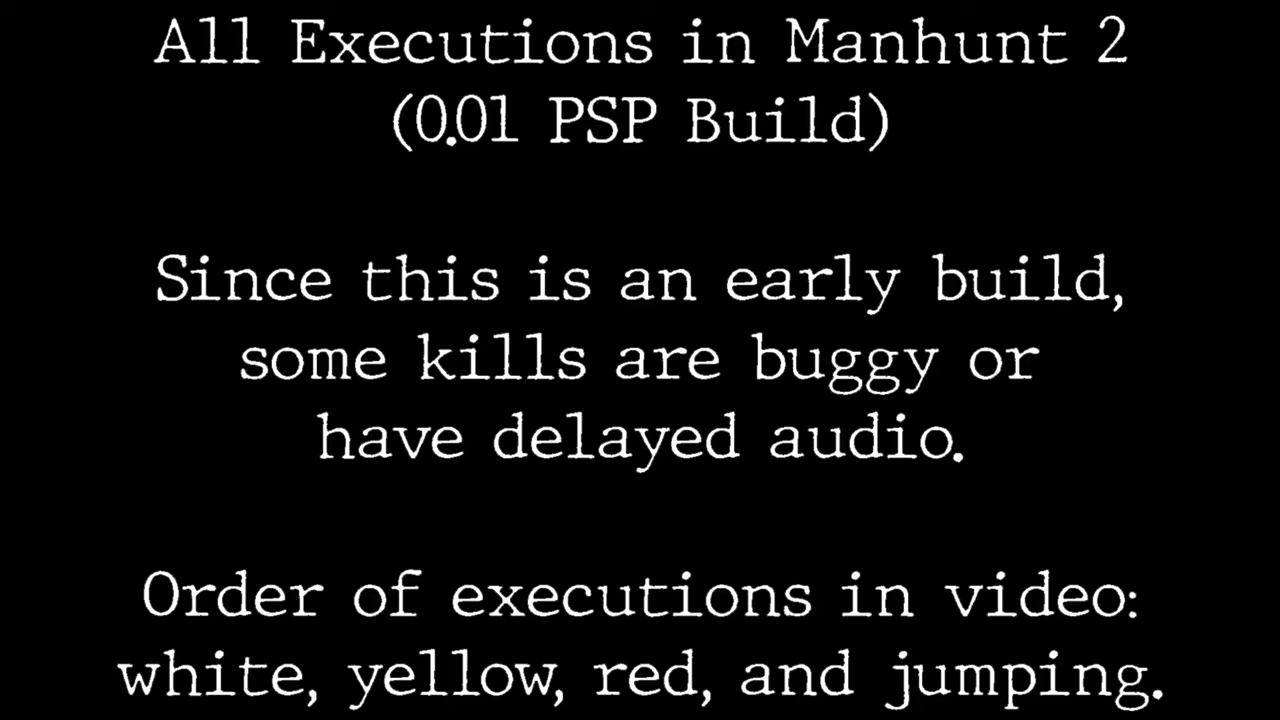 All Executions in Manhunt 2
(0.01 PSP Build)
Since this is an early build,
some kills are buggy or
have delayed audio.
Order of executions in video:
white, yellow, red, and jumping.